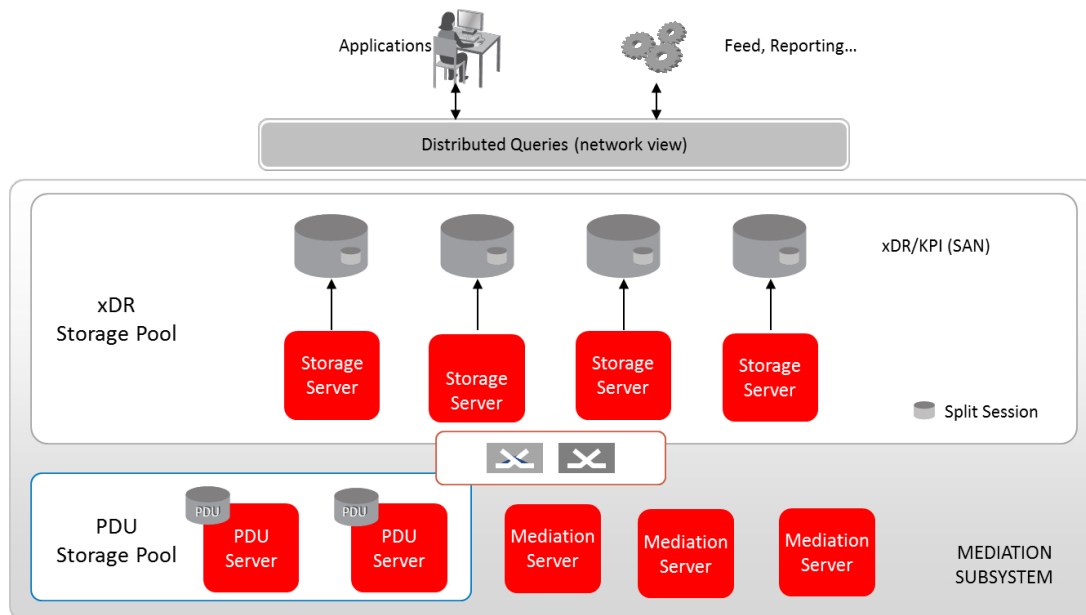 Applications
Feed, Reporting...
Distributed Queries (network view)
xDR/KPI (SAN)
xDR
Storage Pool
Storage
Server
Storage
Server
Storage
Server
Storage
Server
Split Session
PDU
Storage Pool
PDU
PDU
Server
PDU
PDU
Server
Mediation
Server
Mediation
Server
Mediation
Server
MEDIATION
SUBSYSTEM